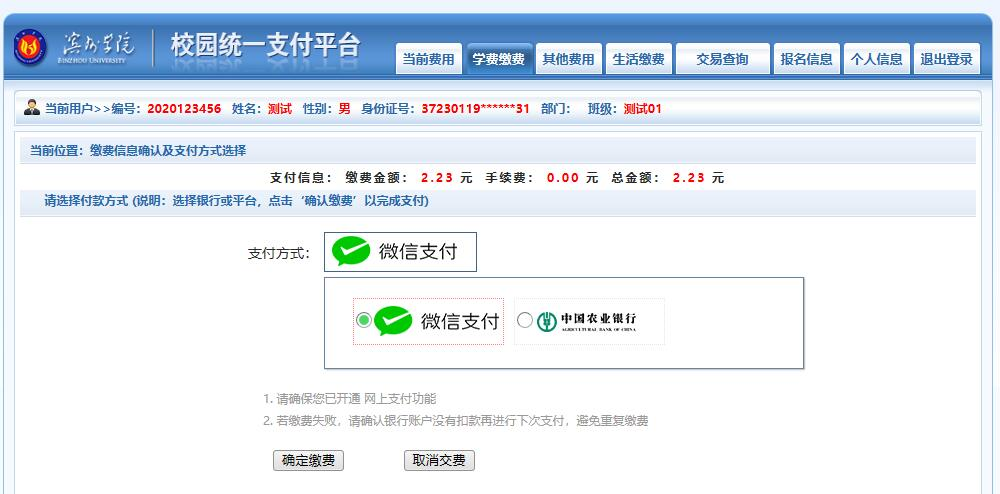 滨州学院
BINZHOU UNIVERSITY
校园统一支付平台
当前费用 学费缴费 其他费用 生活缴费 交易查询 报名信息 个人信息 退出登录
当前用户>>编号：2020123456 姓名：测试 性别：男 身份证号：37230119******31 部门： 班级：测试01
当前位置：缴费信息确认及支付方式选择
支付信息： 缴费金额： 2.23 元 手续费： 0.00 元 总金额： 2.23 元
请选择付款方式 (说明：选择银行或平台，点击‘确认缴费’以完成支付)
支付方式： 微信支付
微信支付 中国农业银行
AGRICULTURAL BANK OF CHINA
1. 请确保您已开通 网上支付功能
2. 若缴费失败，请确认银行账户没有扣款再进行下次支付，避免重复缴费
确定缴费 取消交费